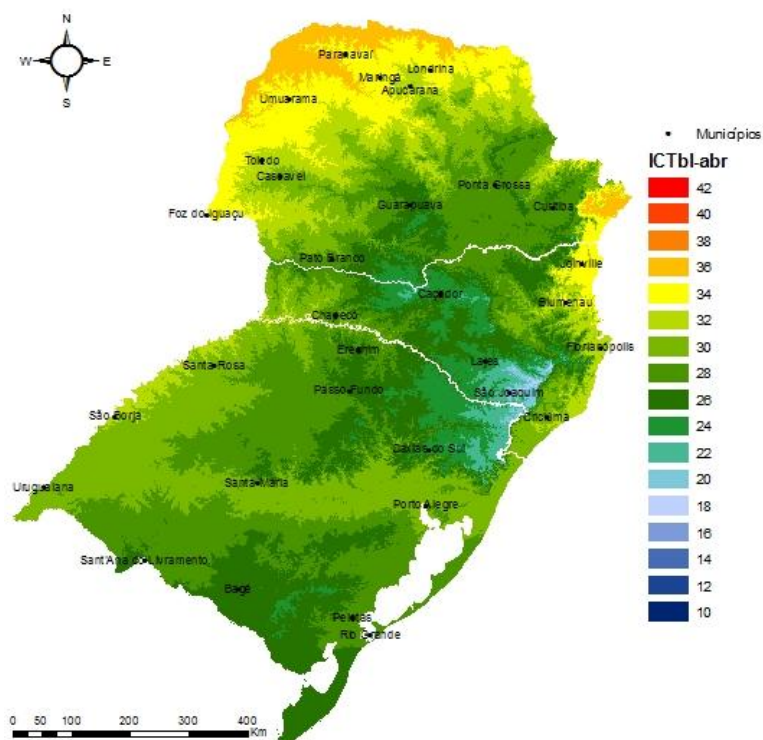 N
W E
S
Paranavaí
Maringá
Londrina
Apucarana
Umuarama
Toledo
Cascavel
Foz do Iguaçu
Guarapuava
Ponta Grossa
Curitiba
Pato Branco
Joinville
Caçador
Blumenau
Chapecó
Florianópolis
Erechim
Lages
Santa Rosa
Passo Fundo
São Joaquim
São Borja
Criciúma
Caxias do Sul
Uruguaiana
Santa Maria
Porto Alegre
Sant'Ana do Livramento
Bagé
Pelotas
Rio Grande
Municípios
ICTbl-abr
42
40
38
36
34
32
30
28
26
24
22
20
18
16
14
12
10
0 50 100 200 300 400
Km